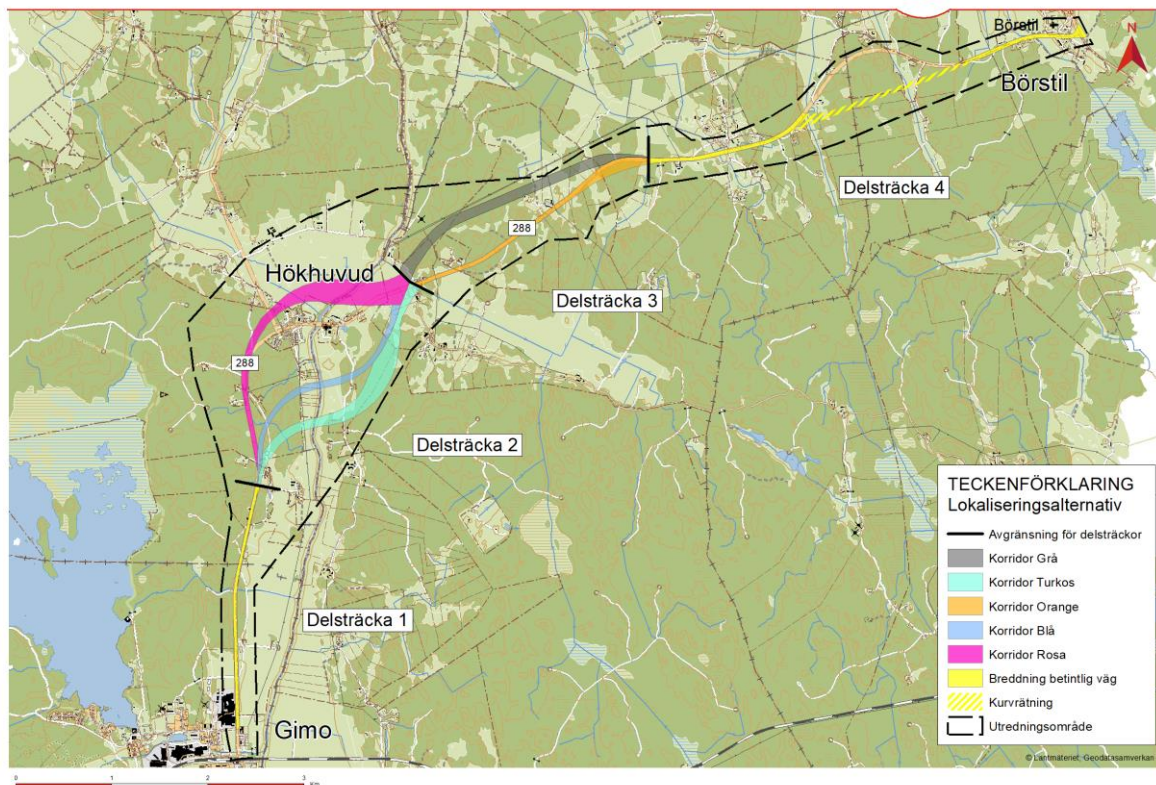 Börstil
N
Börstil
Delsträcka 4
288
Hökhuvud
Delsträcka 3
288
Delsträcka 2
Delsträcka 1
Gimo
TECKENFÖRKLARING
Lokaliseringsalternativ
Avgränsning för delsträckor
Korridor Grå
Korridor Turkos
Korridor Orange
Korridor Blå
Korridor Rosa
Breddning betintlig väg
Kurvrätning
Utredningsområde
© Lantmäteriet, Geodatasamverkan
0 1 2 3
Km